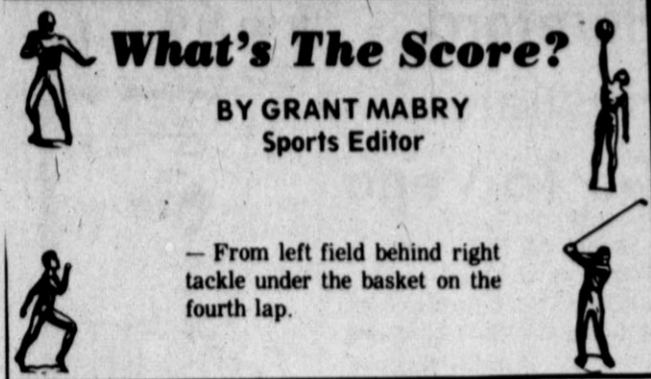 What's The Score?
BY GRANT MABRY
Sports Editor
— From left field behind right
tackle under the basket on the
fourth lap.